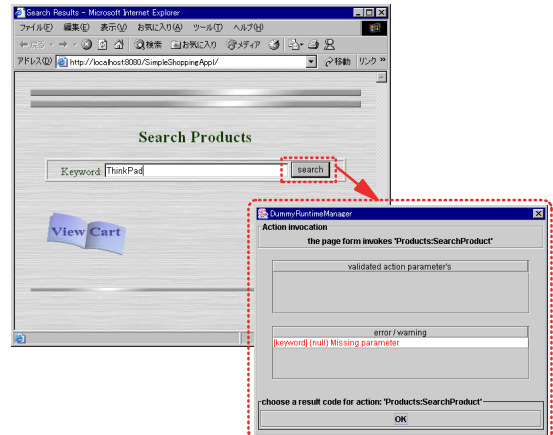 Search Results - Microsoft Internet Explorer
ファイル(F) 編集(E) 表示(V) お気に入り(A) ツール(T) ヘルプ(H)
戻る 検索 お気に入り メディア
アドレス(D) http://localhost8080/SimpleShoppingAppl/ 移動 リンク »
Search Products
Keyword: ThinkPad search
View Cart
DummyRuntimeManager
Action invocation
the page form invokes 'Products:SearchProduct'
validated action parameter's
error / warning
[keyword] (null) Missing parameter
choose a result code for action: 'Products:SearchProduct'
OK